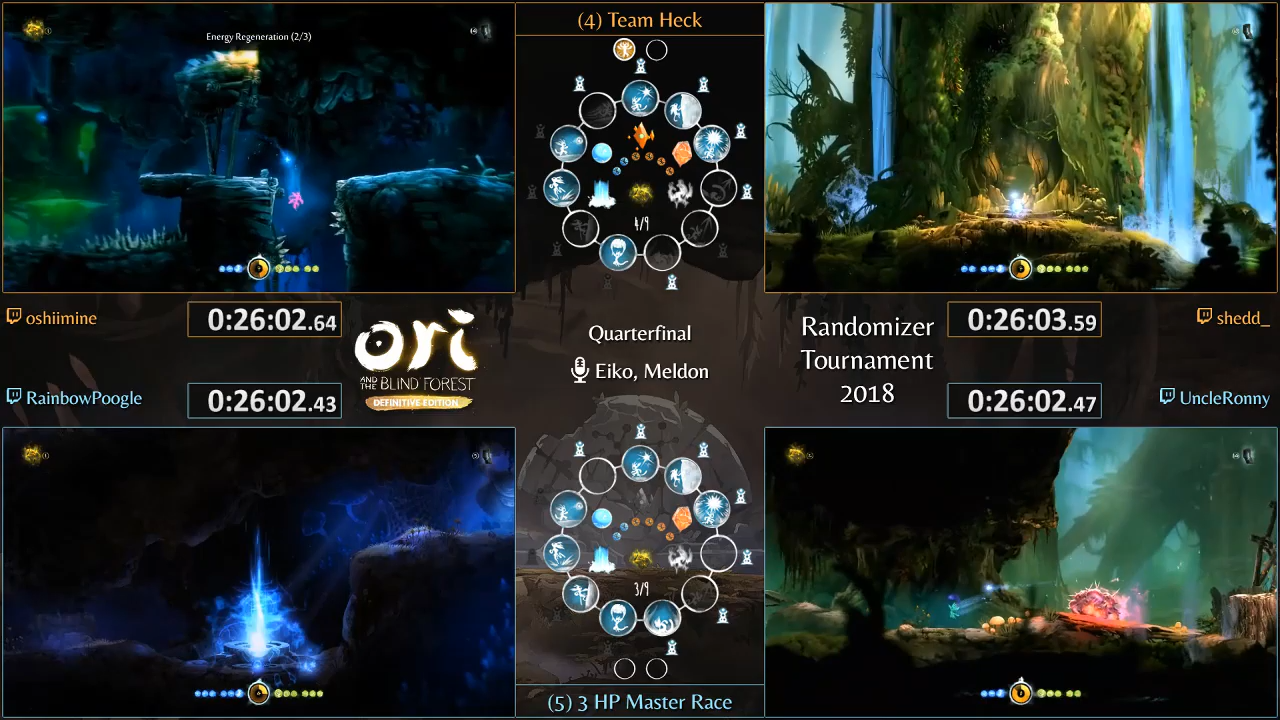 (4) Team Heck
Energy Regeneration (2/3)
4/9
oshiimine
0:26:02.64
ori
AND THE BLIND FOREST
DEFINITIVE EDITION
RainbowPoogle
0:26:02.43
Quarterfinal
Eiko, Meldon
Randomizer
Tournament
2018
0:26:03.59
shedd_
0:26:02.47
UncleRonny
3/9
(5) 3 HP Master Race